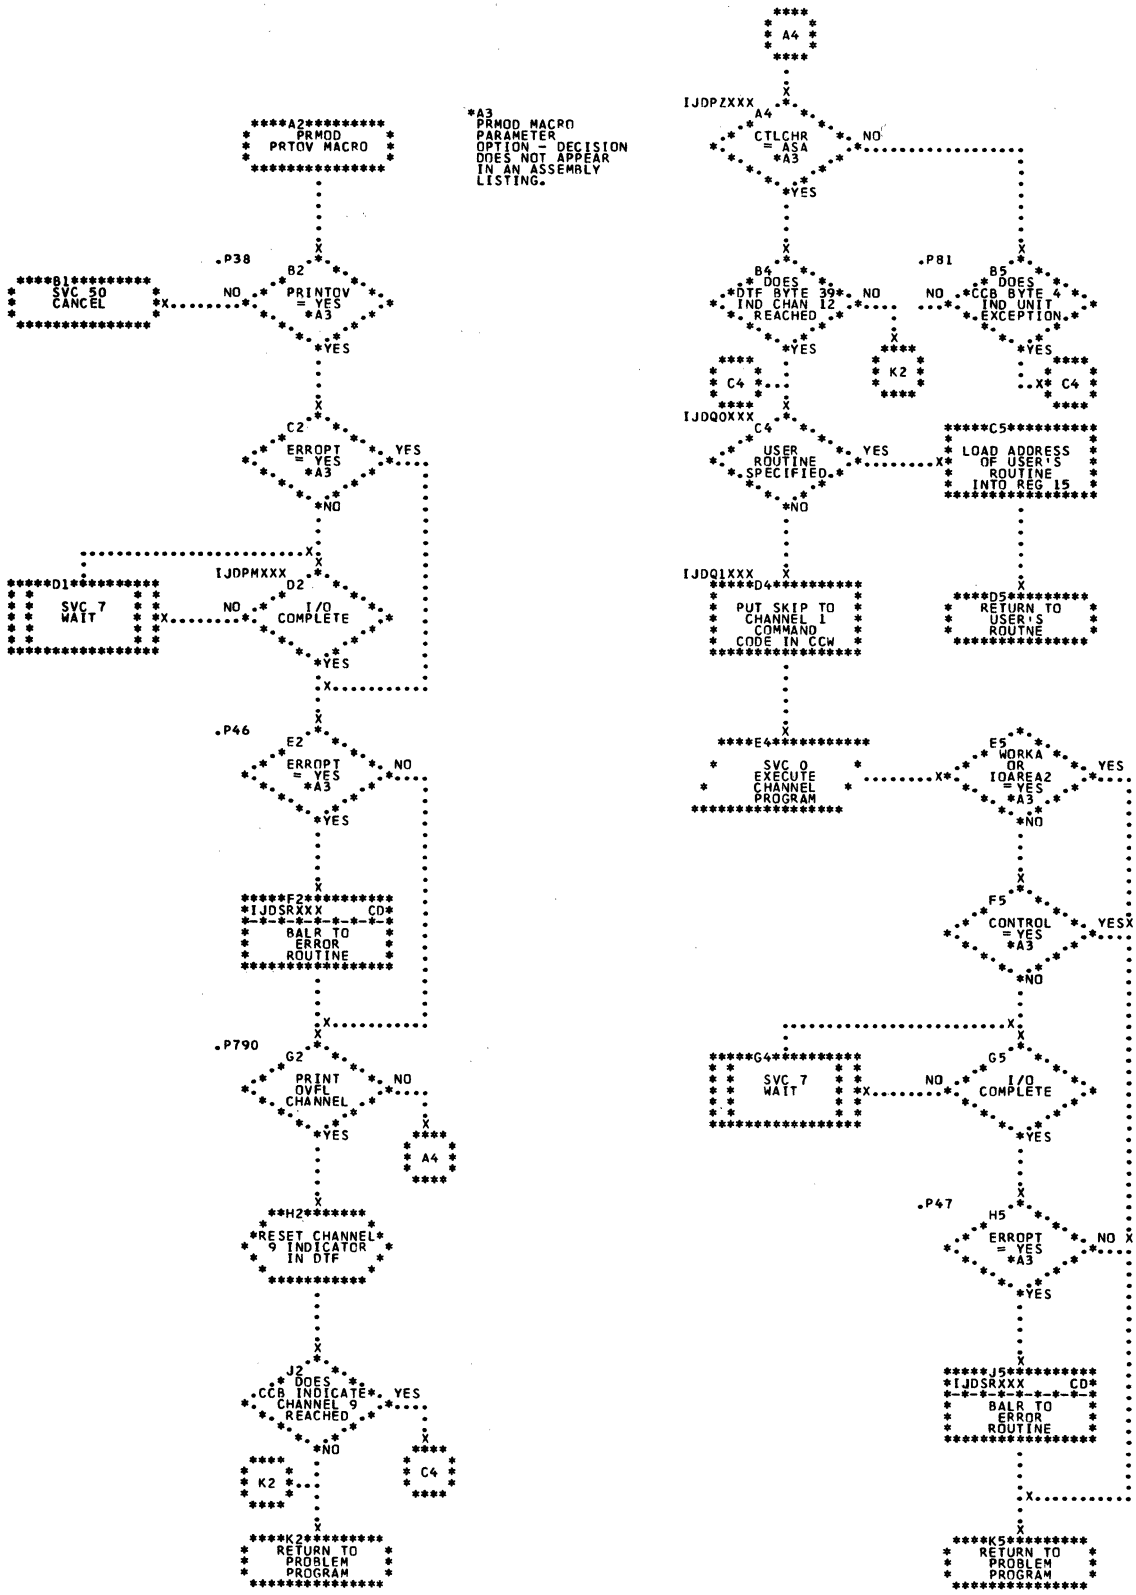 ****A2*********
PRMOD
PRTOV MACRO
*A3
PRMOD MACRO
PARAMETER
OPTION - DECISION
DOES NOT APPEAR
IN AN ASSEMBLY
LISTING.
.P38
B2
PRINTOV
= YES
*A3
NO
*YES
****B1*********
SVC 50
CANCEL
C2
ERROPT
= YES
*A3
YES
*NO
IJDPMXXX
D2
I/O
COMPLETE
NO
*YES
*****D1**********
SVC 7
WAIT
.P46
E2
ERROPT
= YES
*A3
NO
*YES
*****F2**********
*IJDSRXXX CD*
*-*-*-*-*-*-*-*-*
BALR TO
ERROR
ROUTINE
.P790
G2
PRINT
OVFL
CHANNEL
NO
*YES
A4
**H2*******
RESET CHANNEL
9 INDICATOR
IN DTF
J2
DOES
CCB INDICATE
CHANNEL 9
REACHED
YES
*NO
C4
K2
****K2*********
RETURN TO
PROBLEM
PROGRAM
A4
IJDPZXXX
A4
CTLCHR
= ASA
*A3
NO
*YES
B4
DOES
DTF BYTE 39
IND CHAN 12
REACHED
NO
*YES
K2
.P81
B5
DOES
CCB BYTE 4
IND UNIT
EXCEPTION
NO
*YES
C4
C4
IJDQ0XXX
C4
USER
ROUTINE
SPECIFIED
YES
*NO
*****C5**********
LOAD ADDRESS
OF USER'S
ROUTINE
INTO REG 15
****D5*********
RETURN TO
USER'S
ROUTNE
IJDQ1XXX
*****D4**********
PUT SKIP TO
CHANNEL 1
COMMAND
CODE IN CCW
****E4***********
SVC 0
EXECUTE
CHANNEL
PROGRAM
E5
WORKA
OR
IOAREA2
= YES
*A3
YES
*NO
F5
CONTROL
= YES
*A3
YES
*NO
G5
I/O
COMPLETE
NO
*YES
*****G4**********
SVC 7
WAIT
.P47
H5
ERROPT
= YES
*A3
NO
*YES
*****J5**********
*IJDSRXXX CD*
*-*-*-*-*-*-*-*-*
BALR TO
ERROR
ROUTINE
****K5*********
RETURN TO
PROBLEM
PROGRAM